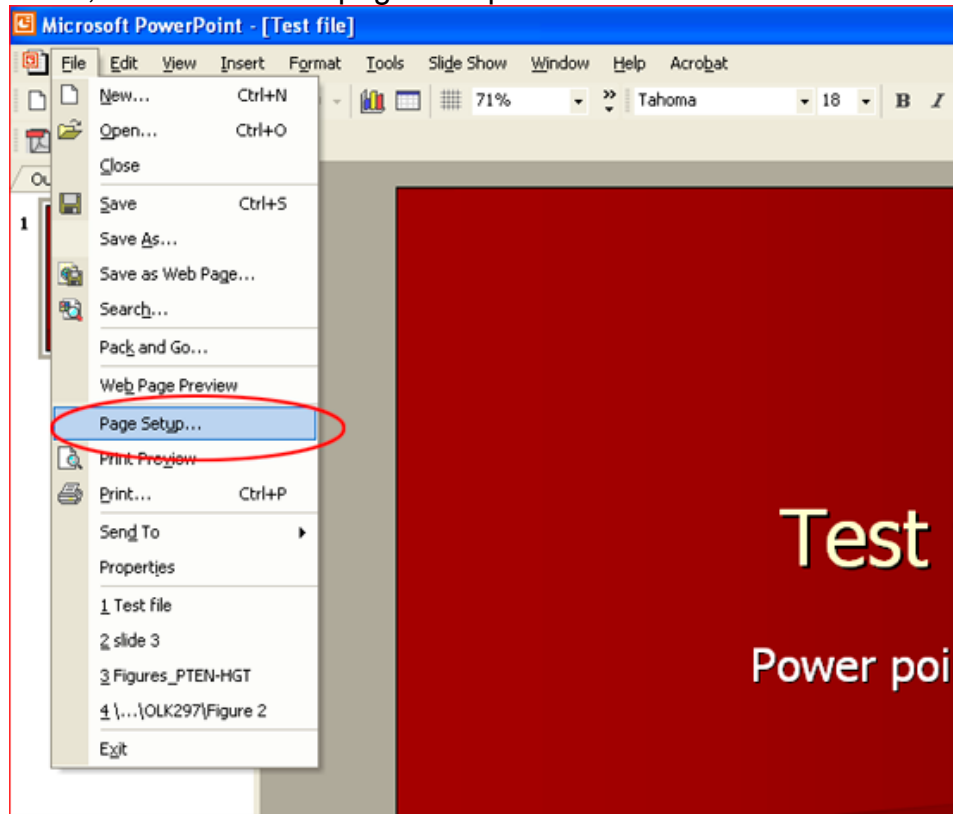 Microsoft PowerPoint - [Test file]
File Edit View Insert Format Tools Slide Show Window Help Acrobat
71% Tahoma 18 B I
New... Ctrl+N
Open... Ctrl+O
Close
Save Ctrl+S
Save As...
Save as Web Page...
Search...
Pack and Go...
Web Page Preview
Page Setup...
Print Preview
Print... Ctrl+P
Send To
Properties
1 Test file
2 slide 3
3 Figures_PTEN-HGT
4 \...\OLK297\Figure 2
Exit
Ou
1
Test
Power poi